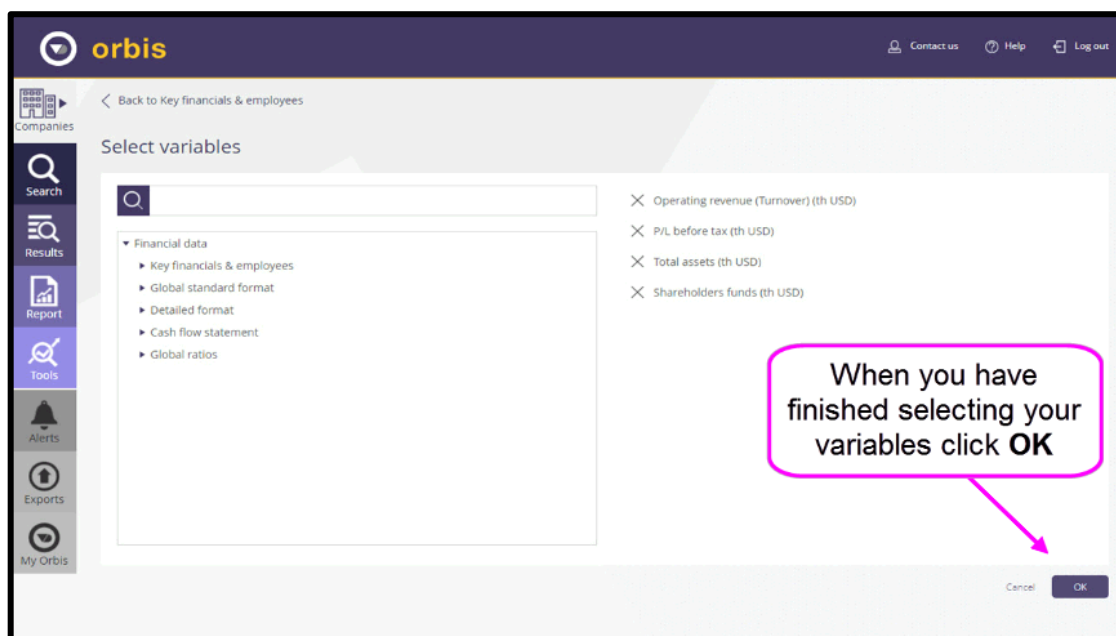 orbis
Contact us
Help
Log out
Companies
Back to Key financials & employees
Select variables
Search
Results
Report
Tools
Alerts
Exports
My Orbis
Financial data
Key financials & employees
Global standard format
Detailed format
Cash flow statement
Global ratios
Operating revenue (Turnover) (th USD)
P/L before tax (th USD)
Total assets (th USD)
Shareholders funds (th USD)
When you have
finished selecting your
variables click OK
Cancel
OK